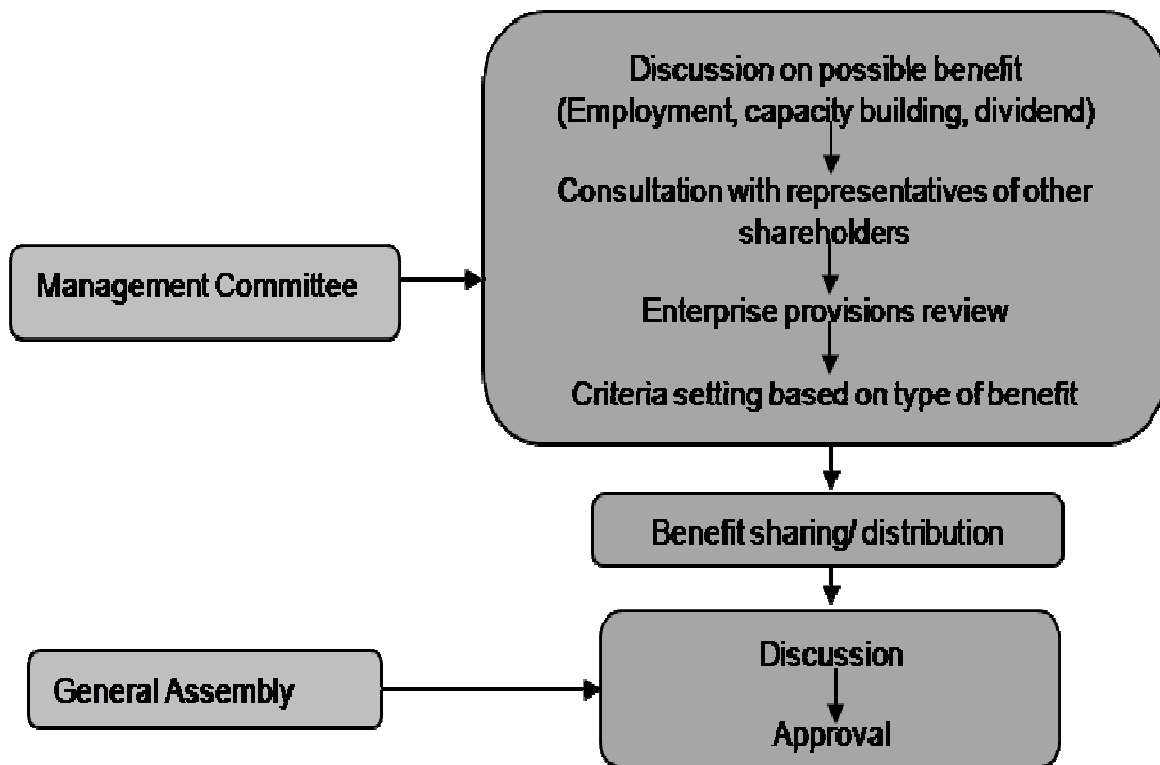 Discussion on possible benefit
(Employment, capacity building, dividend)
Consultation with representatives of other
shareholders
Management Committee
Enterprise provisions review
Criteria setting based on type of benefit
Benefit sharing/ distribution
Discussion
General Assembly
Approval